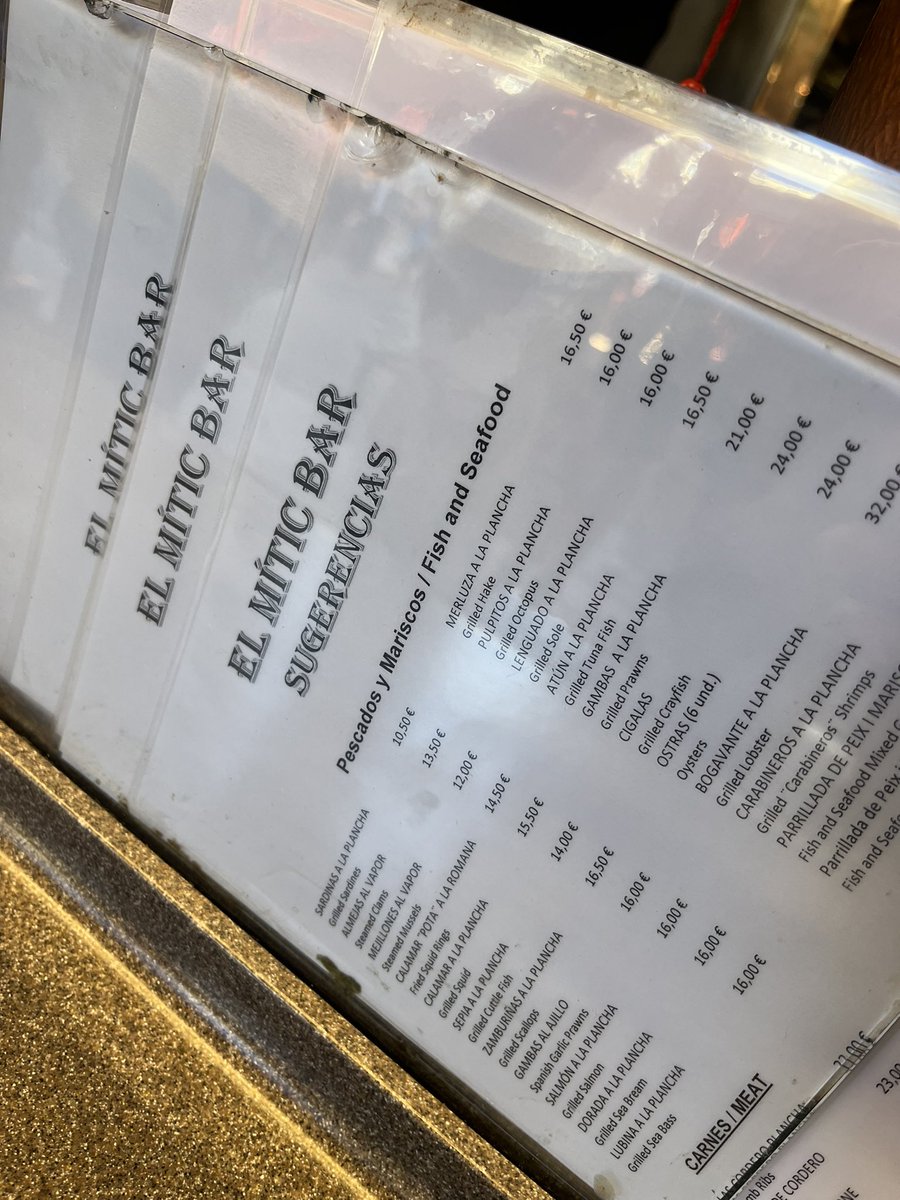 EL MÍTIC BAR
EL MÍTIC BAR
EL MÍTIC BAR
SUGERENCIAS
Pescados y Mariscos / Fish and Seafood
SARDINAS A LA PLANCHA 10,50 €
Grilled Sardines
ALMEJAS AL VAPOR 13,50 €
Steamed Clams
MEJILLONES AL VAPOR 12,00 €
Steamed Mussels
CALAMAR ¨POTA¨ A LA ROMANA 14,50 €
Fried Squid Rings
CALAMAR A LA PLANCHA 15,50 €
Grilled Squid
SEPIA A LA PLANCHA 14,00 €
Grilled Cuttle Fish
ZAMBURIÑAS A LA PLANCHA 16,50 €
Grilled Scallops
GAMBAS AL AJILLO 16,00 €
Spanish Garlic Prawns
SALMÓN A LA PLANCHA 16,00 €
Grilled Salmon
DORADA A LA PLANCHA 16,00 €
Grilled Sea Bream
LUBINA A LA PLANCHA 16,00 €
Grilled Sea Bass
MERLUZA A LA PLANCHA 16,50 €
Grilled Hake
PULPITOS A LA PLANCHA 16,00 €
Grilled Octopus
LENGUADO A LA PLANCHA 16,00 €
Grilled Sole
ATÚN A LA PLANCHA 16,50 €
Grilled Tuna Fish
GAMBAS A LA PLANCHA 21,00 €
Grilled Prawns
CIGALAS 24,00 €
Grilled Crayfish
OSTRAS (6 und.) 24,00 €
Oysters
BOGAVANTE A LA PLANCHA 32,00 €
Grilled Lobster
CARABINEROS A LA PLANCHA
Grilled ¨Carabineros¨ Shrimps
PARRILLADA DE PEIX I
Fish and Seafood Mixed
Parrillada de Peix
Fish and
CARNES / MEAT
CORDERO PLANCHA
Ribs
DE CORDERO